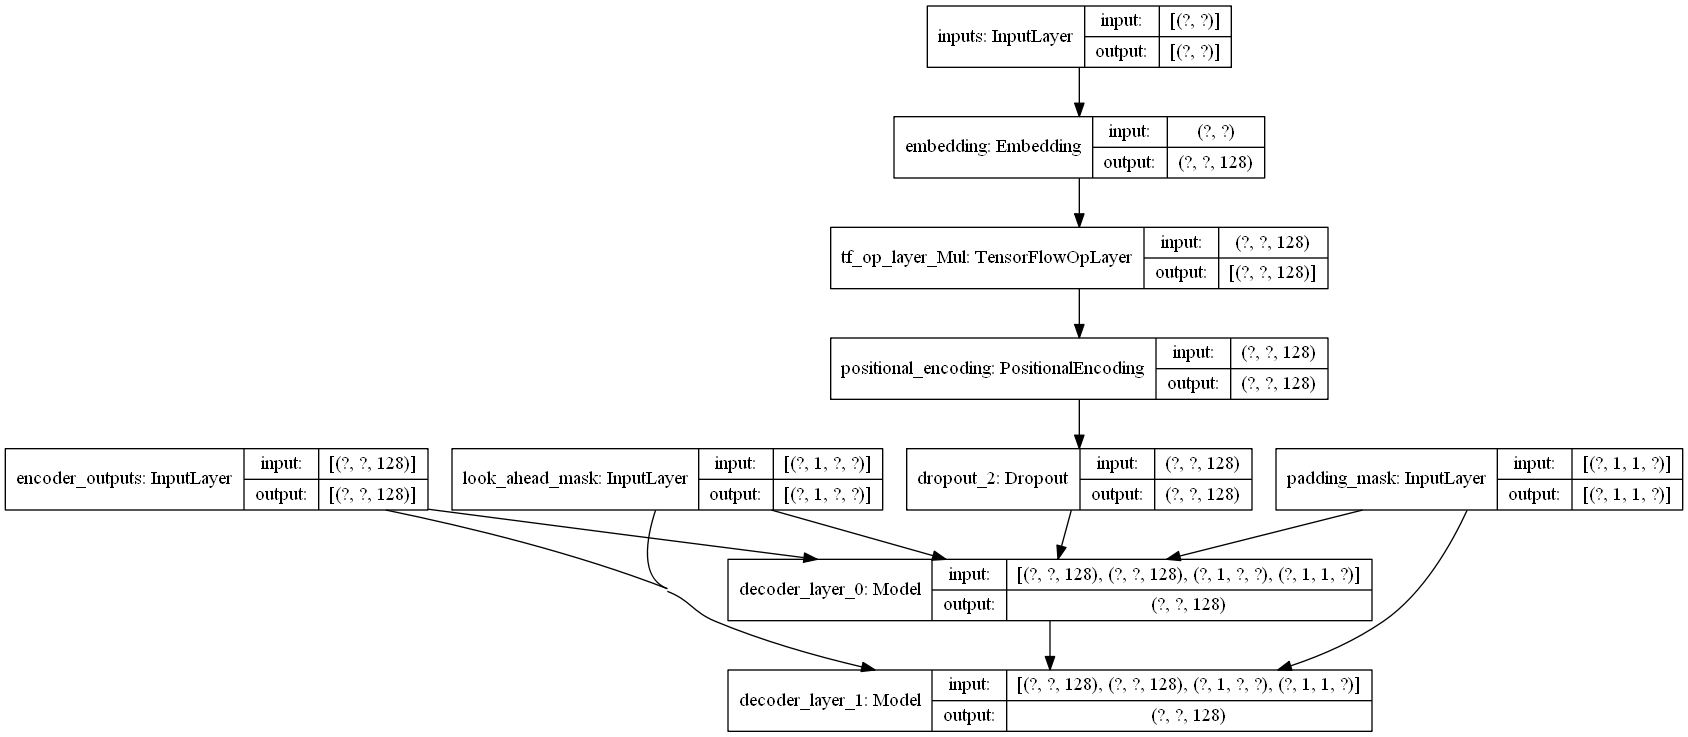 inputs: InputLayer
input: [(?, ?)]
output: [(?, ?)]
embedding: Embedding
input: (?, ?)
output: (?, ?, 128)
tf_op_layer_Mul: TensorFlowOpLayer
input: (?, ?, 128)
output: [(?, ?, 128)]
positional_encoding: PositionalEncoding
input: (?, ?, 128)
output: (?, ?, 128)
encoder_outputs: InputLayer
input: [(?, ?, 128)]
output: [(?, ?, 128)]
look_ahead_mask: InputLayer
input: [(?, 1, ?, ?)]
output: [(?, 1, ?, ?)]
dropout_2: Dropout
input: (?, ?, 128)
output: (?, ?, 128)
padding_mask: InputLayer
input: [(?, 1, 1, ?)]
output: [(?, 1, 1, ?)]
decoder_layer_0: Model
input: [(?, ?, 128), (?, ?, 128), (?, 1, ?, ?), (?, 1, 1, ?)]
output: (?, ?, 128)
decoder_layer_1: Model
input: [(?, ?, 128), (?, ?, 128), (?, 1, ?, ?), (?, 1, 1, ?)]
output: (?, ?, 128)